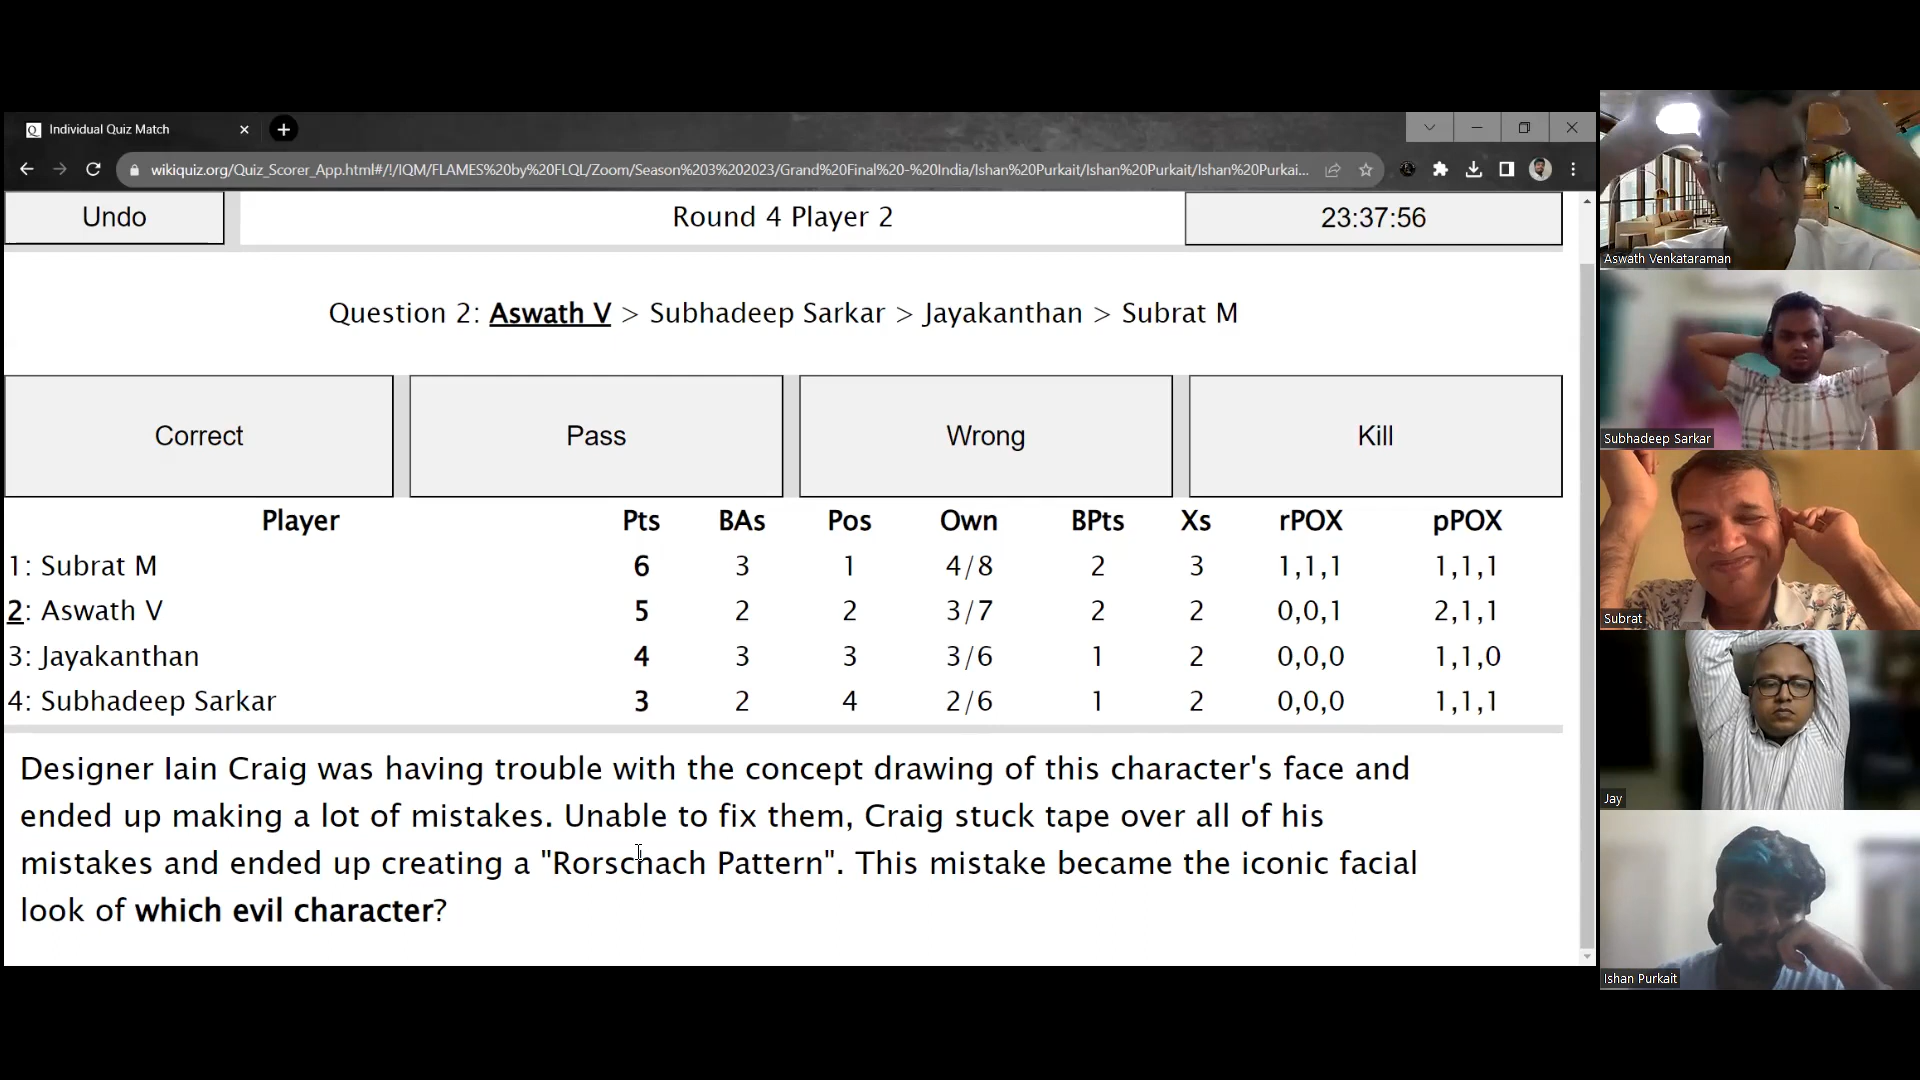 Individual Quiz Match
wikiquiz.org/Quiz_Scorer_App.html#/!/IQM/FLAMES%20by%20FLQL/Zoom/Season%203%202023/Grand%20Final%20-%20India/Ishan%20Purkait/Ishan%20Purkait/Ishan%20Purkai...
Undo Round 4 Player 2 23:37:56
Question 2: Aswath V > Subhadeep Sarkar > Jayakanthan > Subrat M
Correct Pass Wrong Kill
Player Pts BAs Pos Own BPts Xs rPOX pPOX
1: Subrat M 6 3 1 4/8 2 3 1,1,1 1,1,1
2: Aswath V 5 2 2 3/7 2 2 0,0,1 2,1,1
3: Jayakanthan 4 3 3 3/6 1 2 0,0,0 1,1,0
4: Subhadeep Sarkar 3 2 4 2/6 1 2 0,0,0 1,1,1
Designer Iain Craig was having trouble with the concept drawing of this character's face and
ended up making a lot of mistakes. Unable to fix them, Craig stuck tape over all of his
mistakes and ended up creating a "Rorschach Pattern". This mistake became the iconic facial
look of which evil character?
Aswath Venkataraman
Subhadeep Sarkar
Subrat
Jay
Ishan Purkait